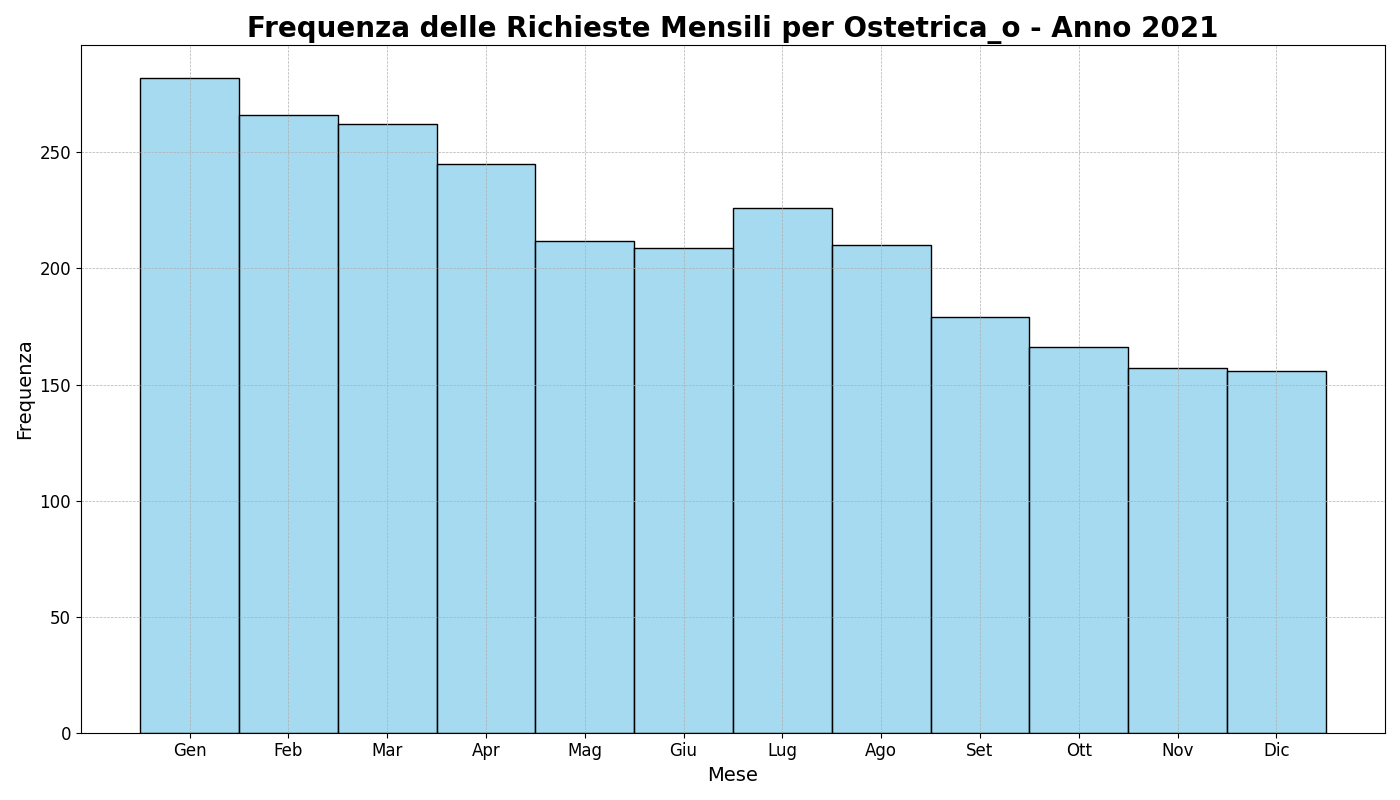 Frequenza delle Richieste Mensili per Ostetrica_o - Anno 2021
Frequenza
250
200
150
100
50
0
Gen Feb Mar Apr Mag Giu Lug Ago Set Ott Nov Dic
Mese